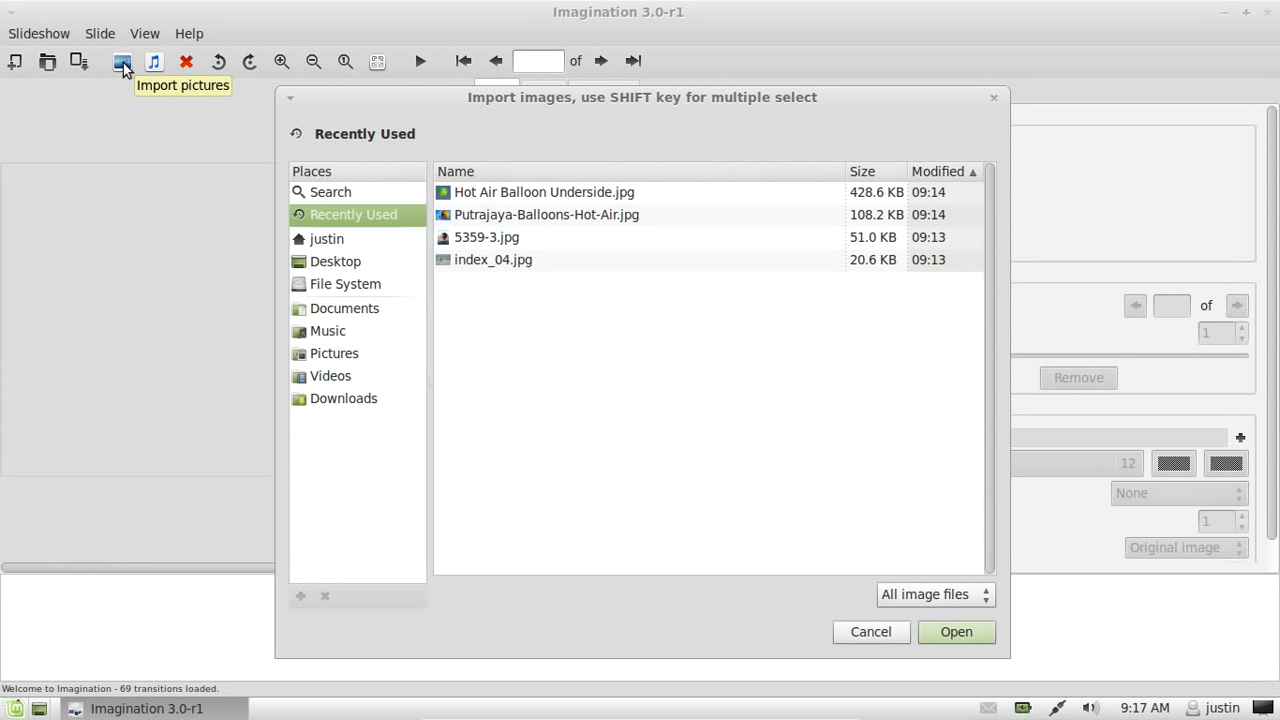 Imagination 3.0-r1
Slideshow Slide View Help
of
Import pictures
Import images, use SHIFT key for multiple select
Recently Used
Places
Search
Recently Used
justin
Desktop
File System
Documents
Music
Pictures
Videos
Downloads
Name Size Modified
Hot Air Balloon Underside.jpg 428.6 KB 09:14
Putrajaya-Balloons-Hot-Air.jpg 108.2 KB 09:14
5359-3.jpg 51.0 KB 09:13
index_04.jpg 20.6 KB 09:13
All image files
Cancel Open
of
1
Remove
12
None
1
Original image
Welcome to Imagination - 69 transitions loaded.
Imagination 3.0-r1 9:17 AM justin